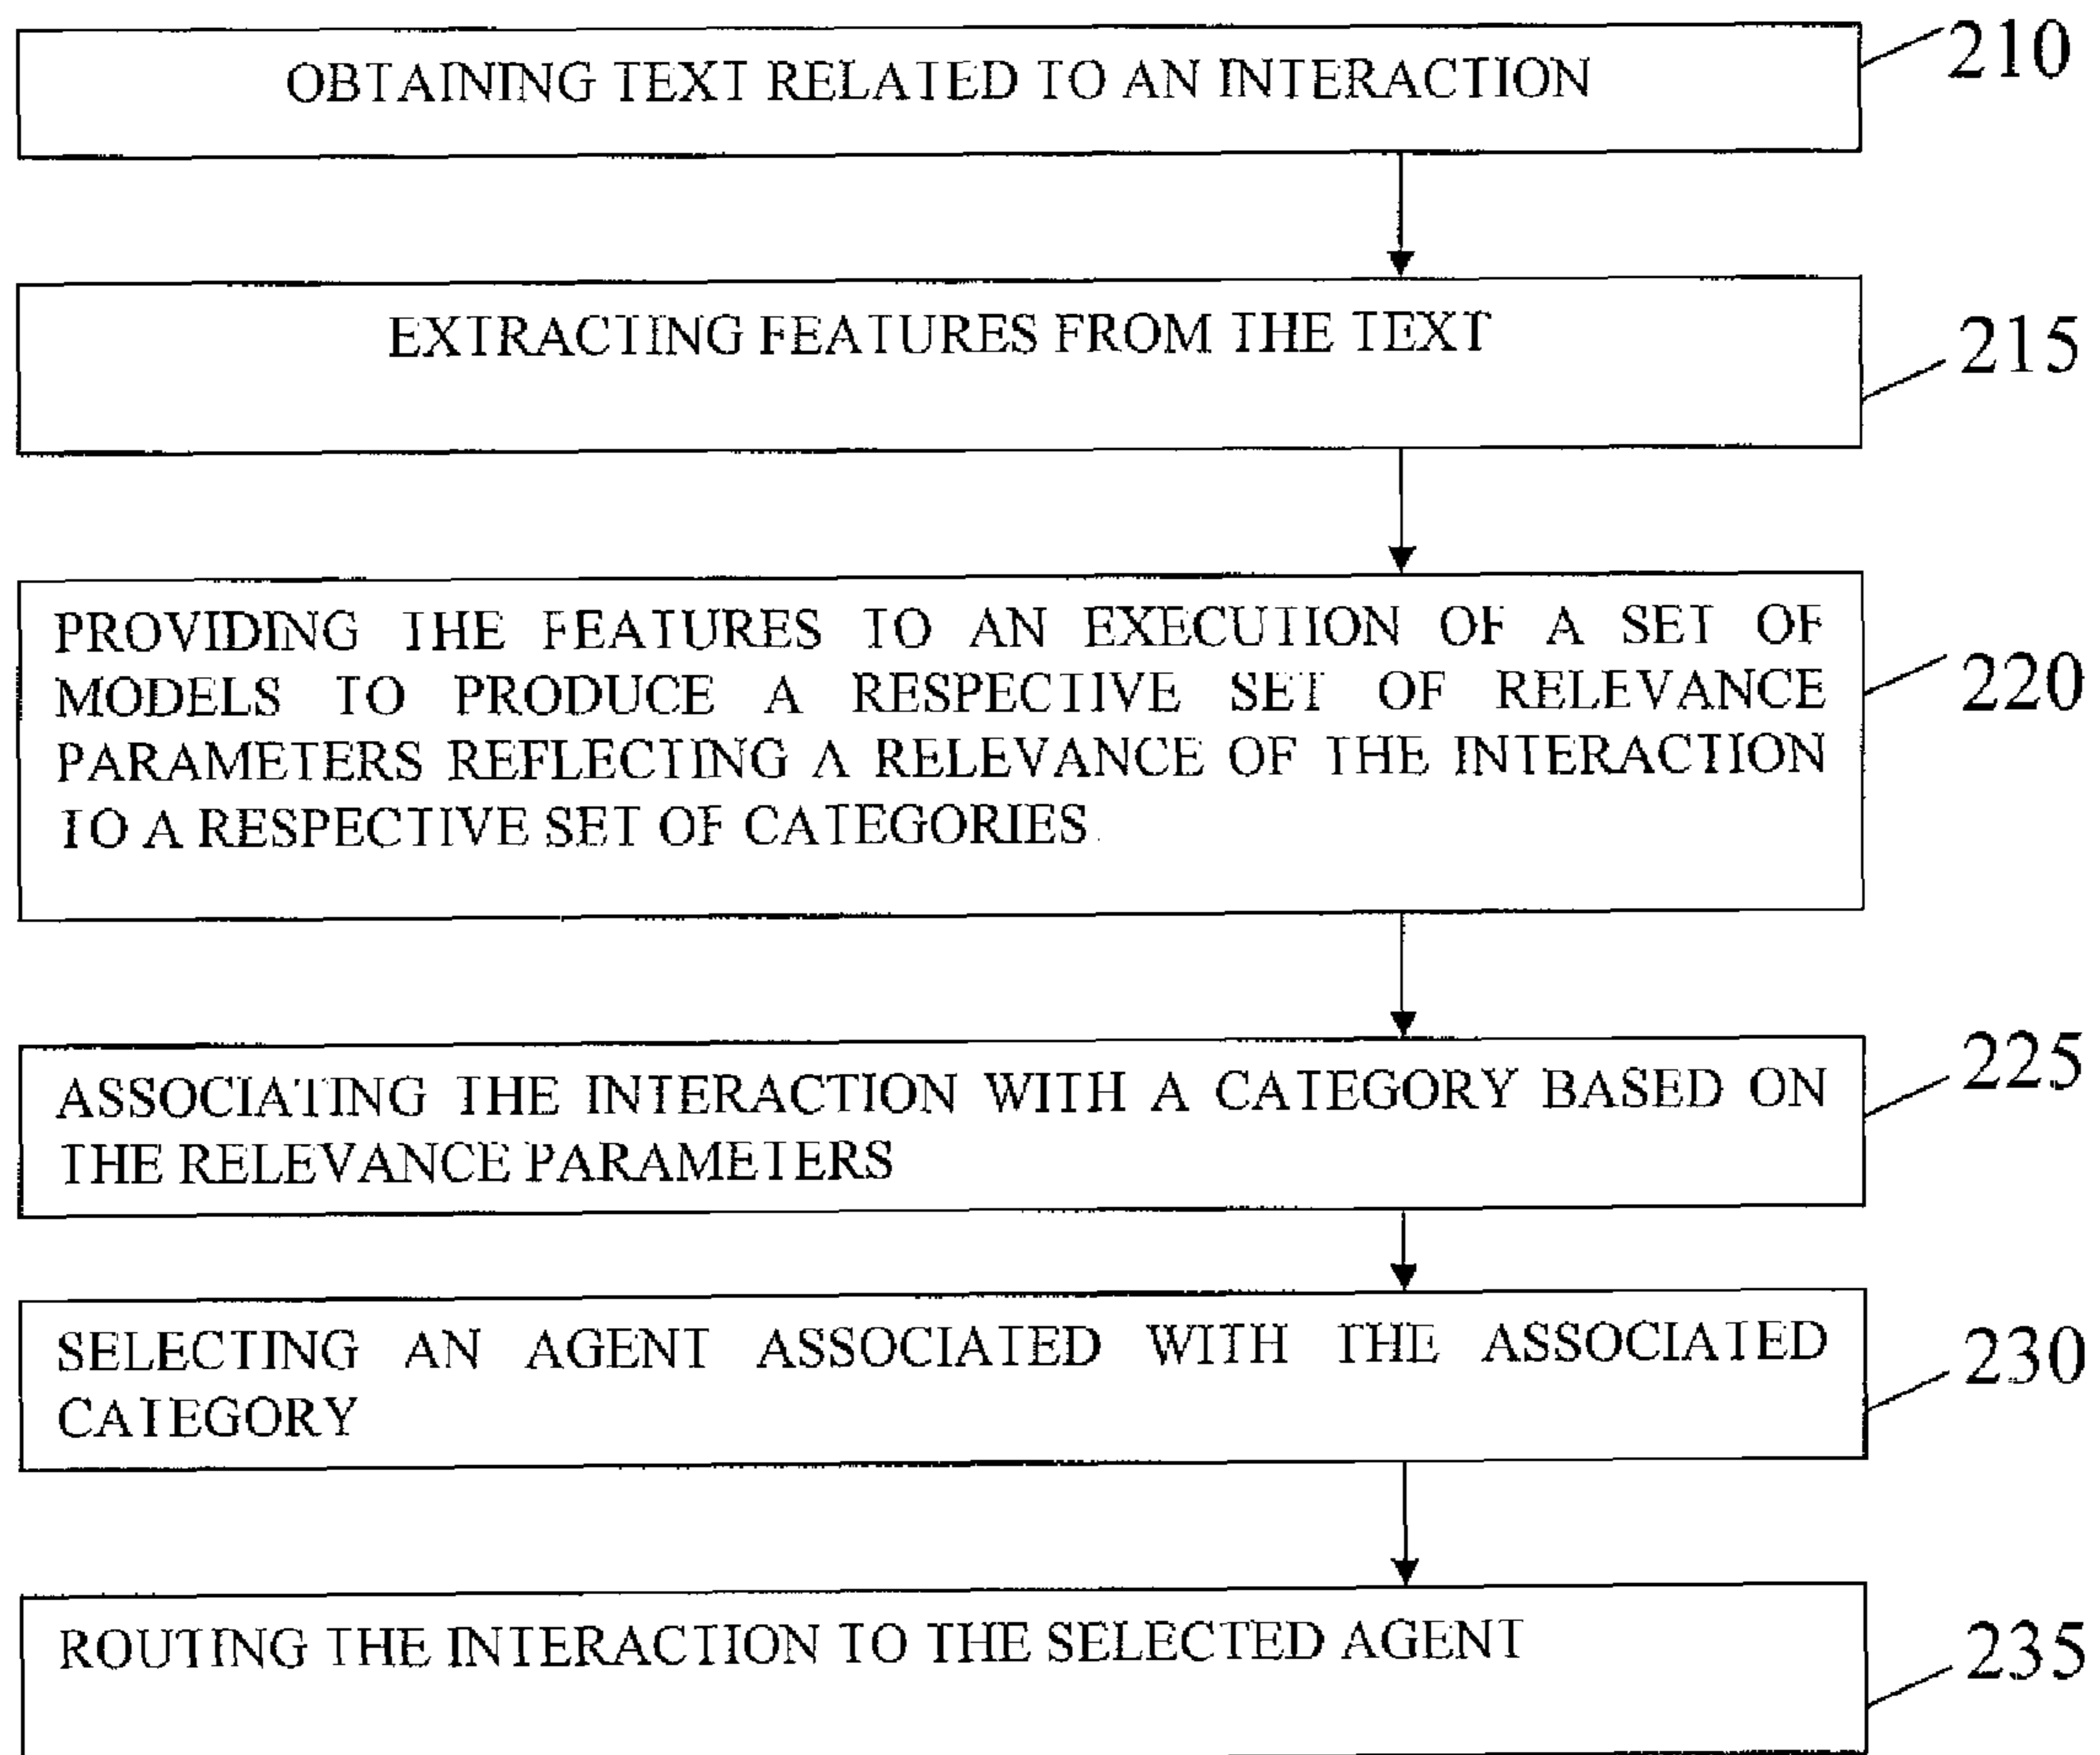 OBTAINING TEXT RELATED TO AN INTERACTION
210
EXTRACTING FEATURES FROM THE TEXT
215
PROVIDING THE FEATURES TO AN EXECUTION OF A SET OF
MODELS TO PRODUCE A RESPECTIVE SET OF RELEVANCE
PARAMETERS REFLECTING A RELEVANCE OF THE INTERACTION
TO A RESPECTIVE SET OF CATEGORIES
220
ASSOCIATING THE INTERACTION WITH A CATEGORY BASED ON
THE RELEVANCE PARAMETERS
225
SELECTING AN AGENT ASSOCIATED WITH THE ASSOCIATED
CATEGORY
230
ROUTING THE INTERACTION TO THE SELECTED AGENT
235